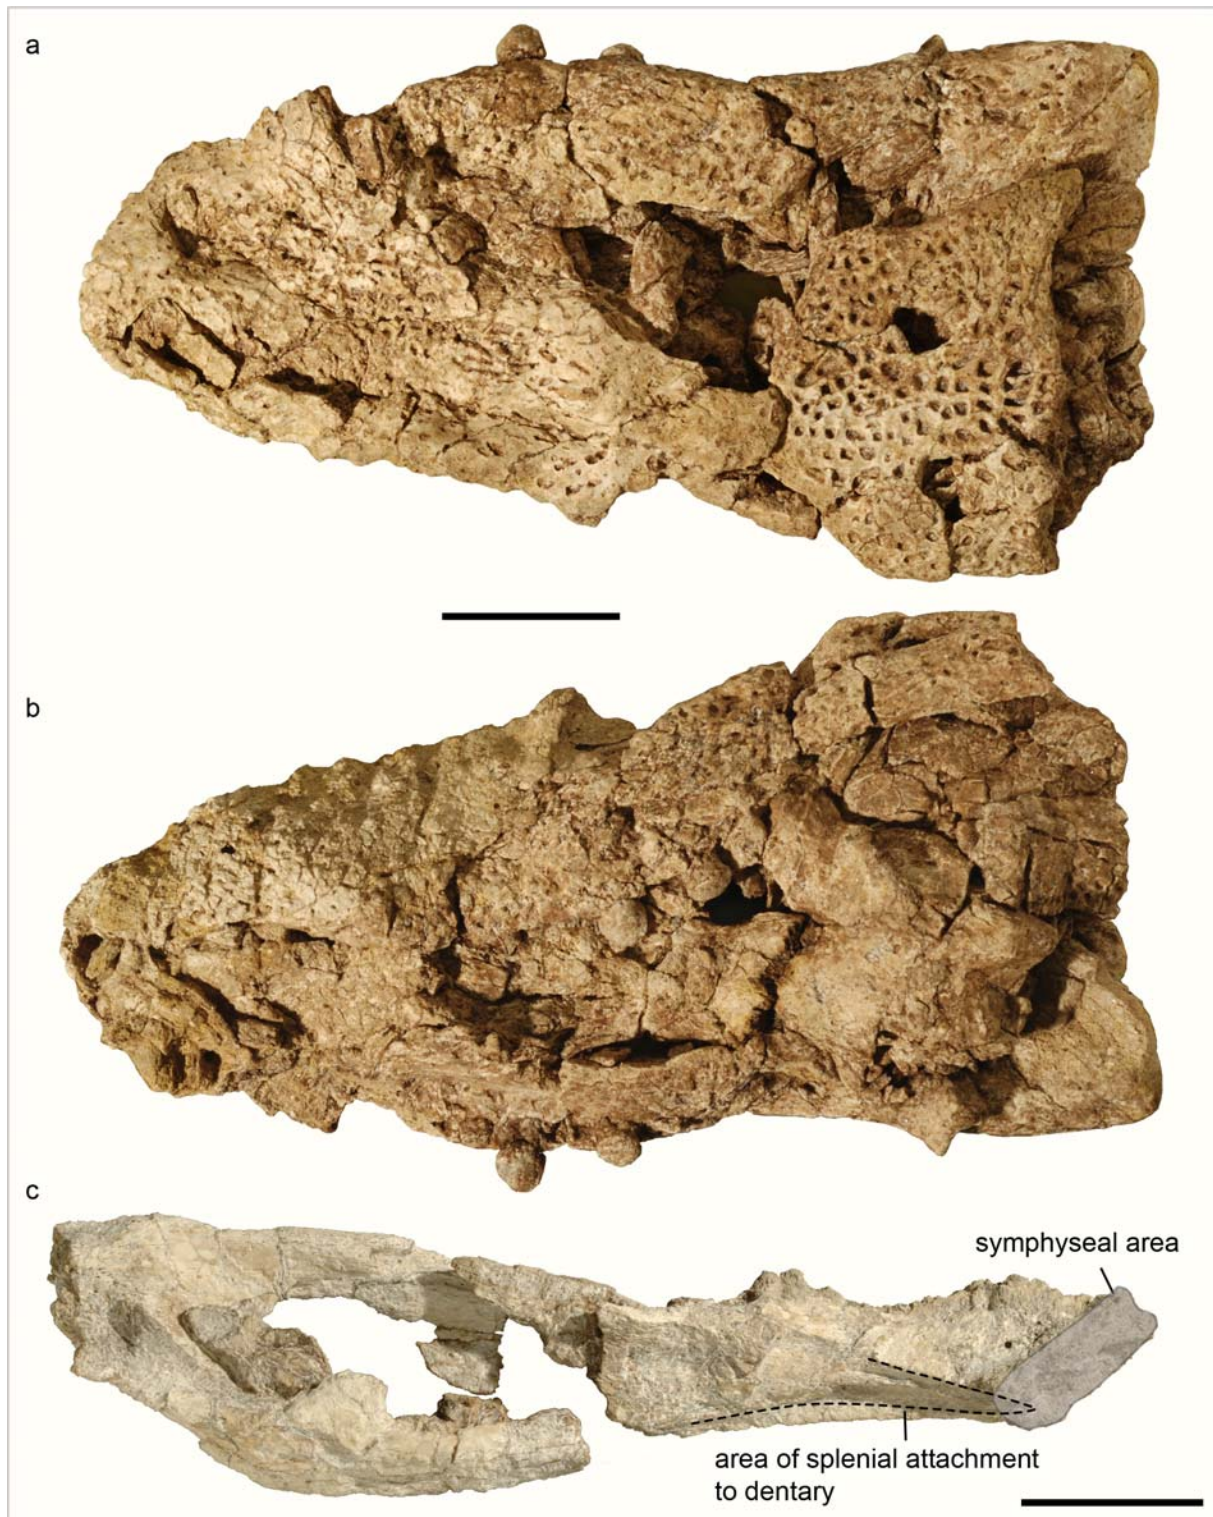 a
b
c
symphyseal area
area of splenial attachment
to dentary